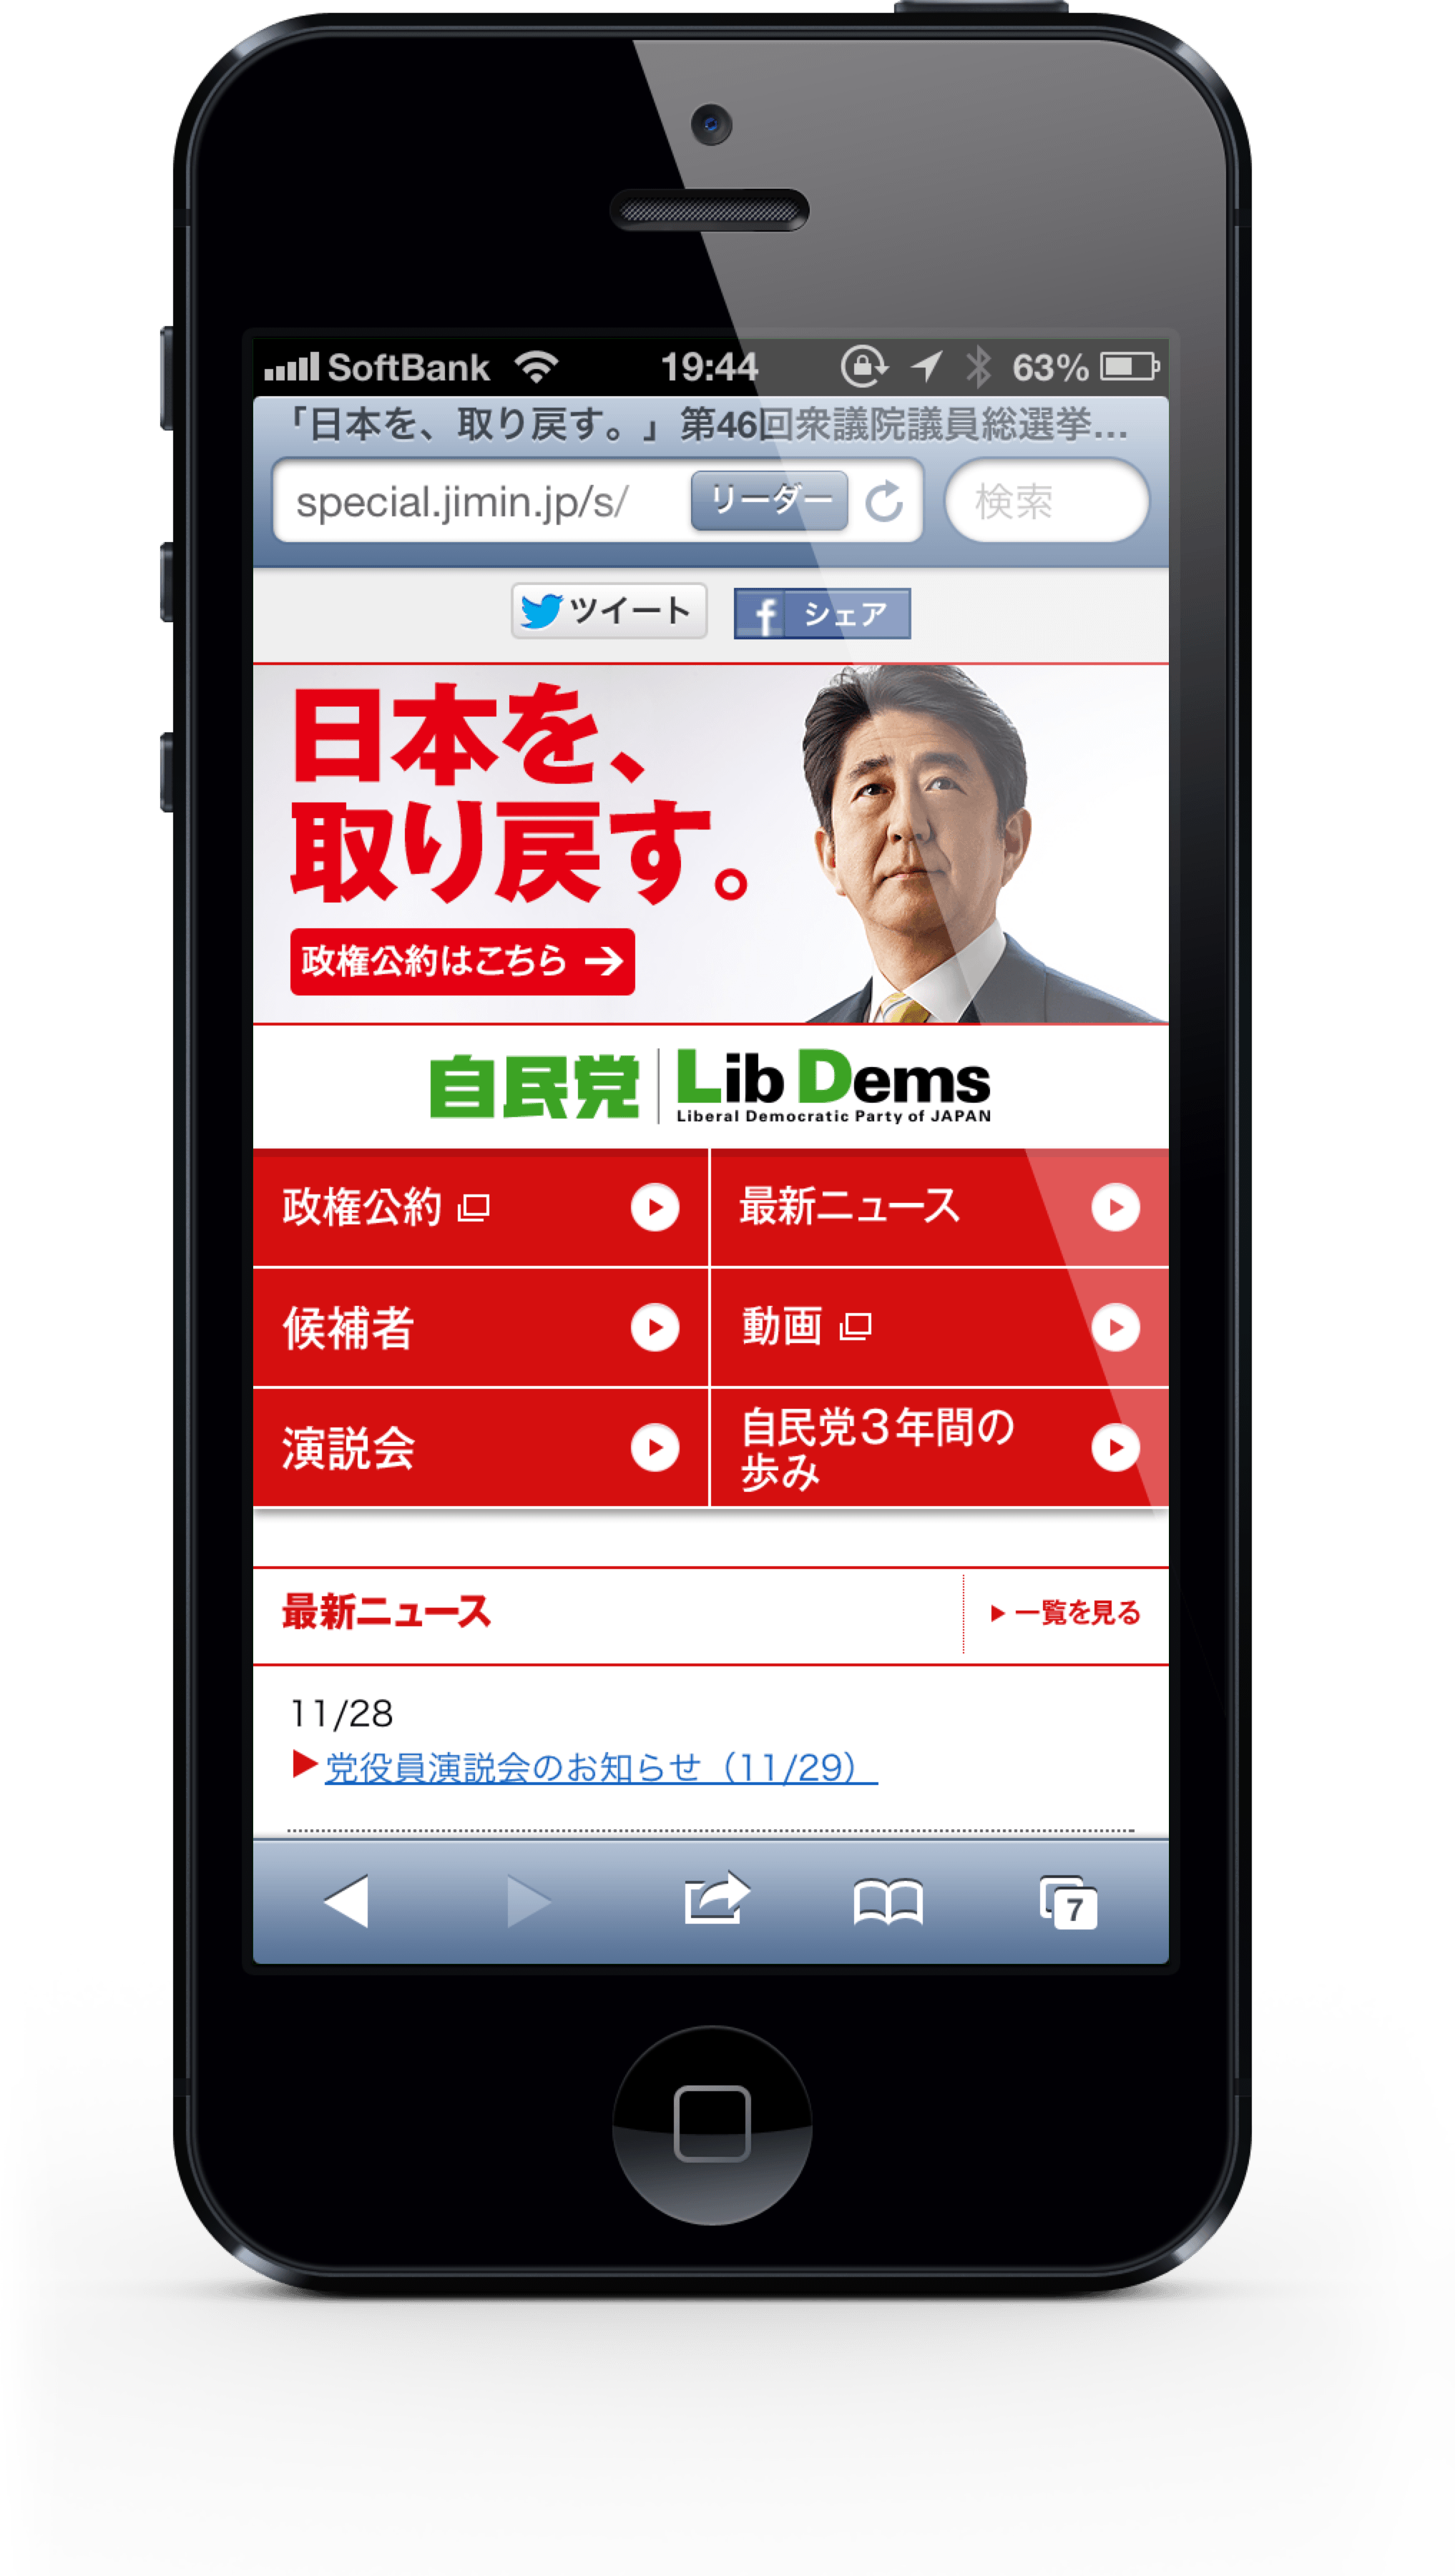 SoftBank 19:44 63%
「日本を、取り戻す。」第46回衆議院議員総選挙...
special.jimin.jp/s/ リーダー 検索
ツイート f シェア
日本を、
取り戻す。
政権公約はこちら →
自民党 Lib Dems
Liberal Democratic Party of JAPAN
政権公約 最新ニュース
候補者 動画
演説会 自民党3年間の
歩み
最新ニュース 一覧を見る
11/28
党役員演説会のお知らせ（11/29）
7